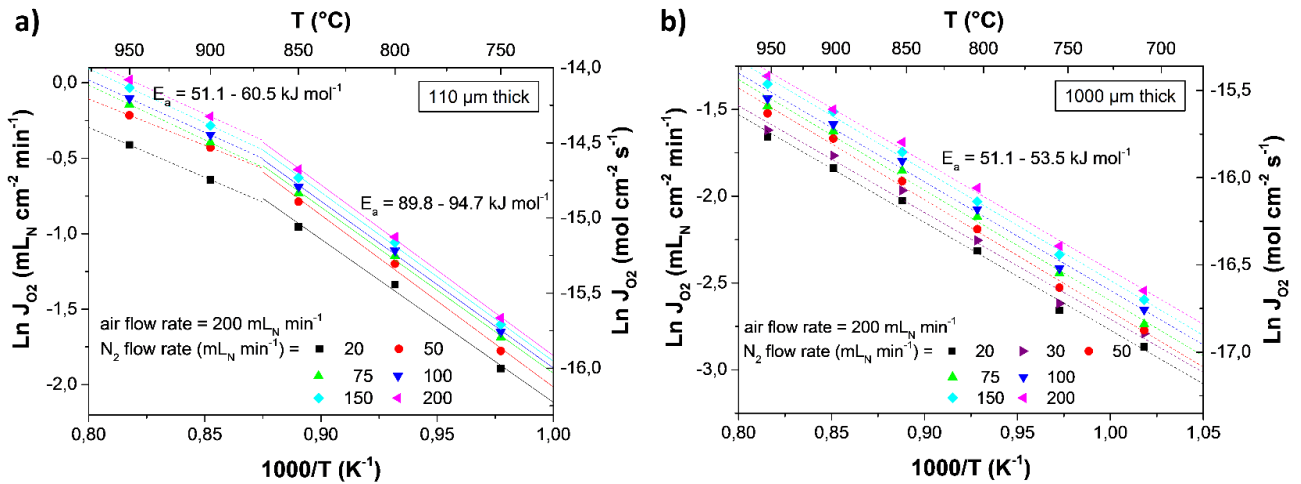 a)
T (°C)
950 900 850 800 750
110 µm thick
Eₐ = 51.1 - 60.5 kJ mol⁻¹
Eₐ = 89.8 - 94.7 kJ mol⁻¹
Ln J_O2 (mL_N cm⁻² min⁻¹)
0,0
-0,5
-1,0
-1,5
-2,0
Ln J_O2 (mol cm⁻² s⁻¹)
-14,0
-14,5
-15,0
-15,5
-16,0
air flow rate = 200 mL_N min⁻¹
N₂ flow rate (mL_N min⁻¹) = 20 50
75 100
150 200
0,80 0,85 0,90 0,95 1,00
1000/T (K⁻¹)
b)
T (°C)
950 900 850 800 750 700
1000 µm thick
Eₐ = 51.1 - 53.5 kJ mol⁻¹
Ln J_O2 (mL_N cm⁻² min⁻¹)
-1,5
-2,0
-2,5
-3,0
Ln J_O2 (mol cm⁻² s⁻¹)
-15,5
-16,0
-16,5
-17,0
air flow rate = 200 mL_N min⁻¹
N₂ flow rate (mL_N min⁻¹) = 20 30 50
75 100
150 200
0,80 0,85 0,90 0,95 1,00 1,05
1000/T (K⁻¹)